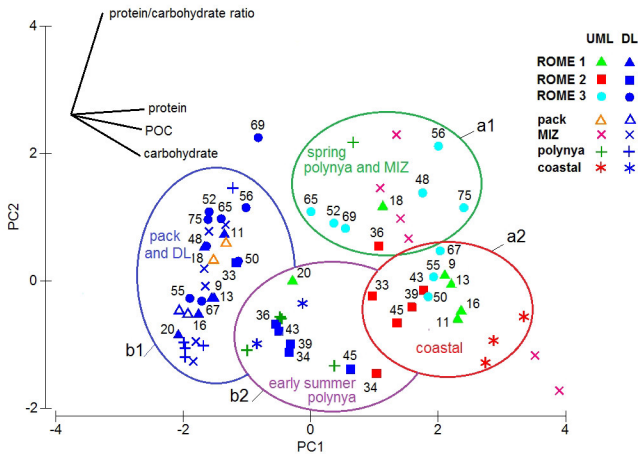 protein/carbohydrate ratio
protein
POC
carbohydrate
UML DL
ROME 1
ROME 2
ROME 3
pack
MIZ
polynya
coastal
4
2
0
-2
PC2
-4 -2 0 2 4
PC1
a1
a2
b1
b2
spring
polynya and MIZ
pack
and DL
coastal
early summer
polynya
69
56
48
75
65
52
69
18
36
52
75
65
56
48
11
18
33
50
55
9
13
67
20
16
20
36
43
39
34
45
34
33
39
43
45
67
55
9
13
50
16
11